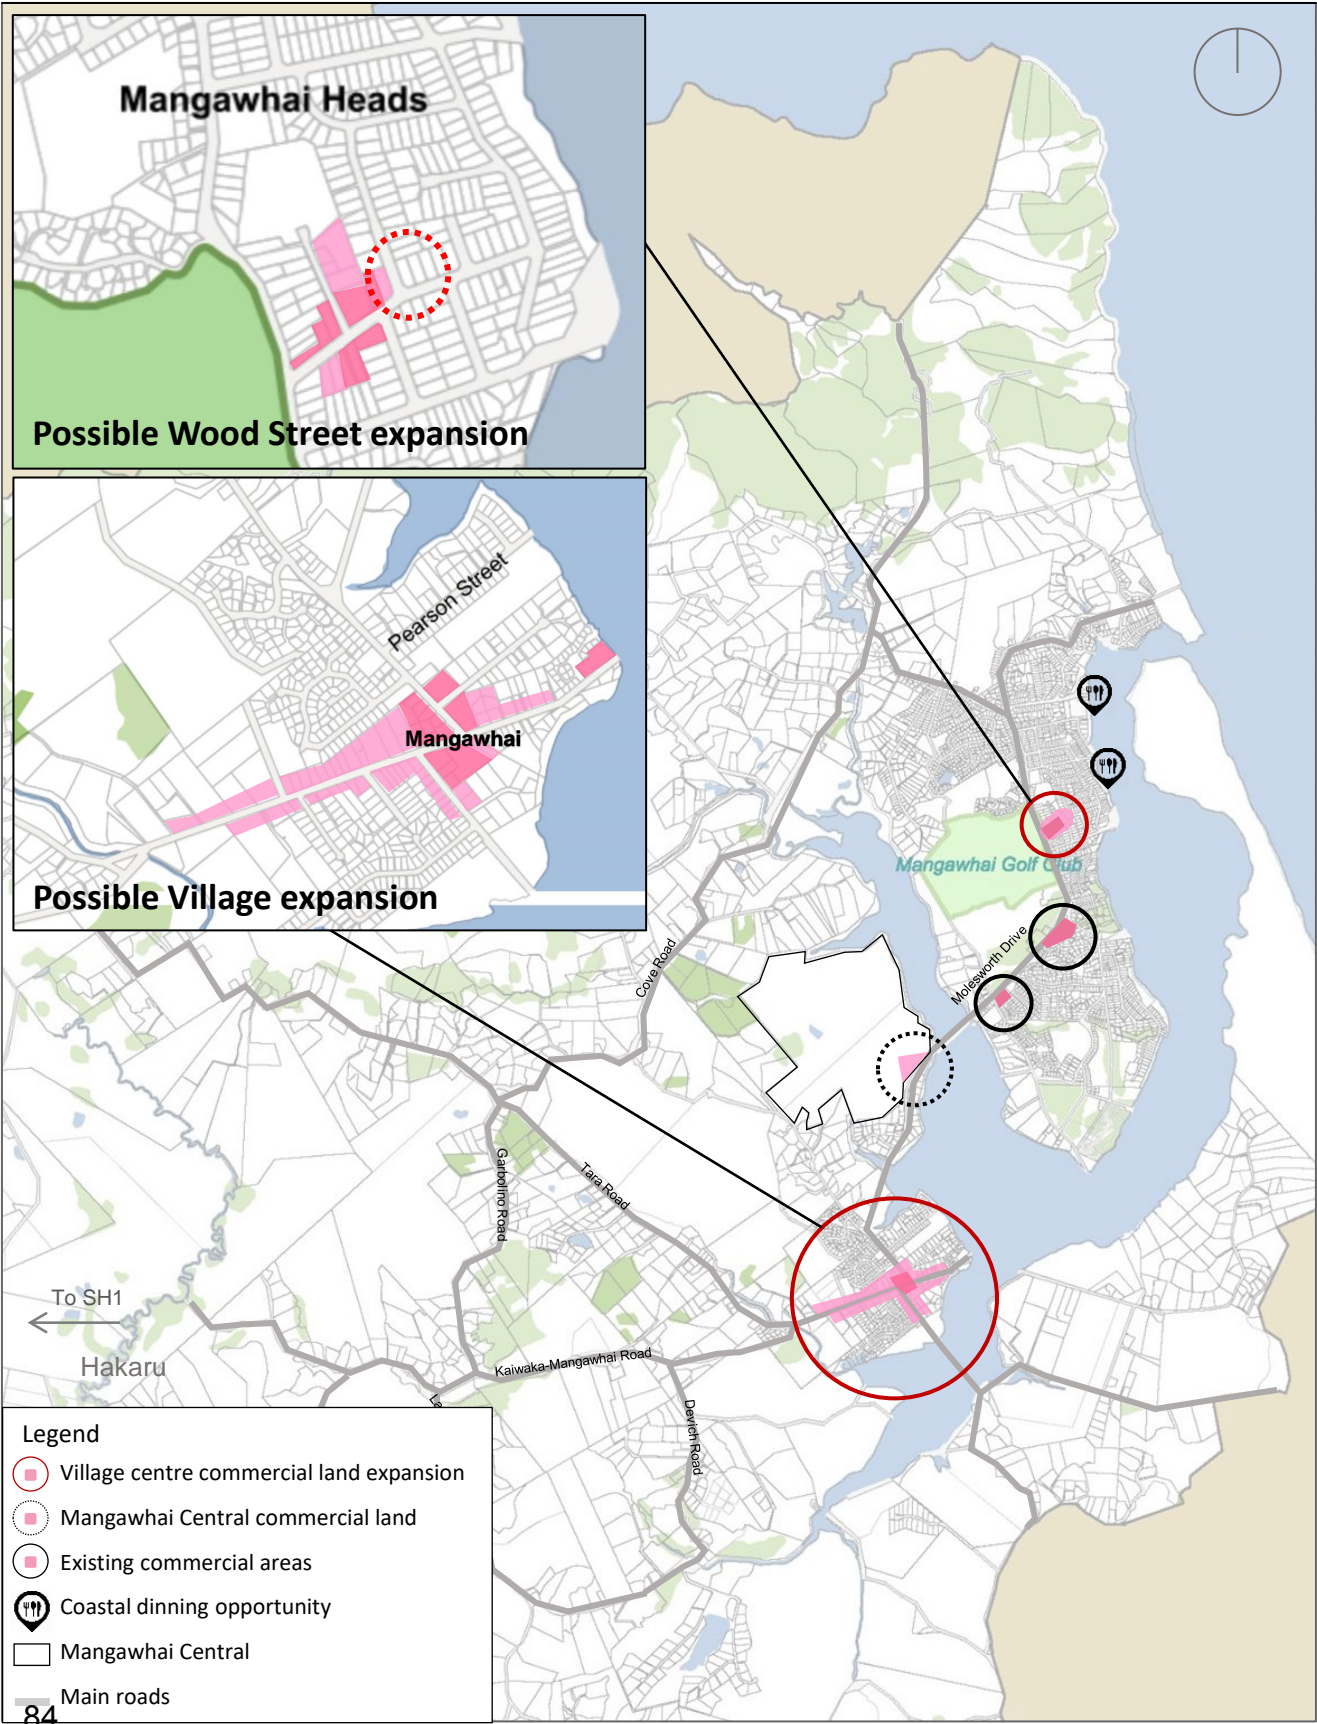 Mangawhai Heads
Possible Wood Street expansion
Pearson Street
Mangawhai
Possible Village expansion
Mangawhai Golf Club
Molesworth Drive
Cove Road
Garbolino Road
Tara Road
To SH1
Hakaru
Kaiwaka-Mangawhai Road
La
Devich Road
Legend
Village centre commercial land expansion
Mangawhai Central commercial land
Existing commercial areas
Coastal dinning opportunity
Mangawhai Central
Main roads
84